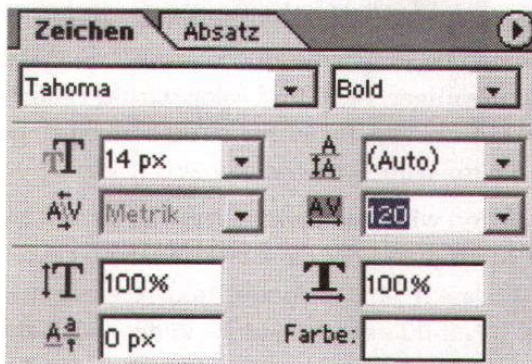 Zeichen Absatz
Tahoma Bold
14 px (Auto)
Metrik 120
100% 100%
0 px Farbe: